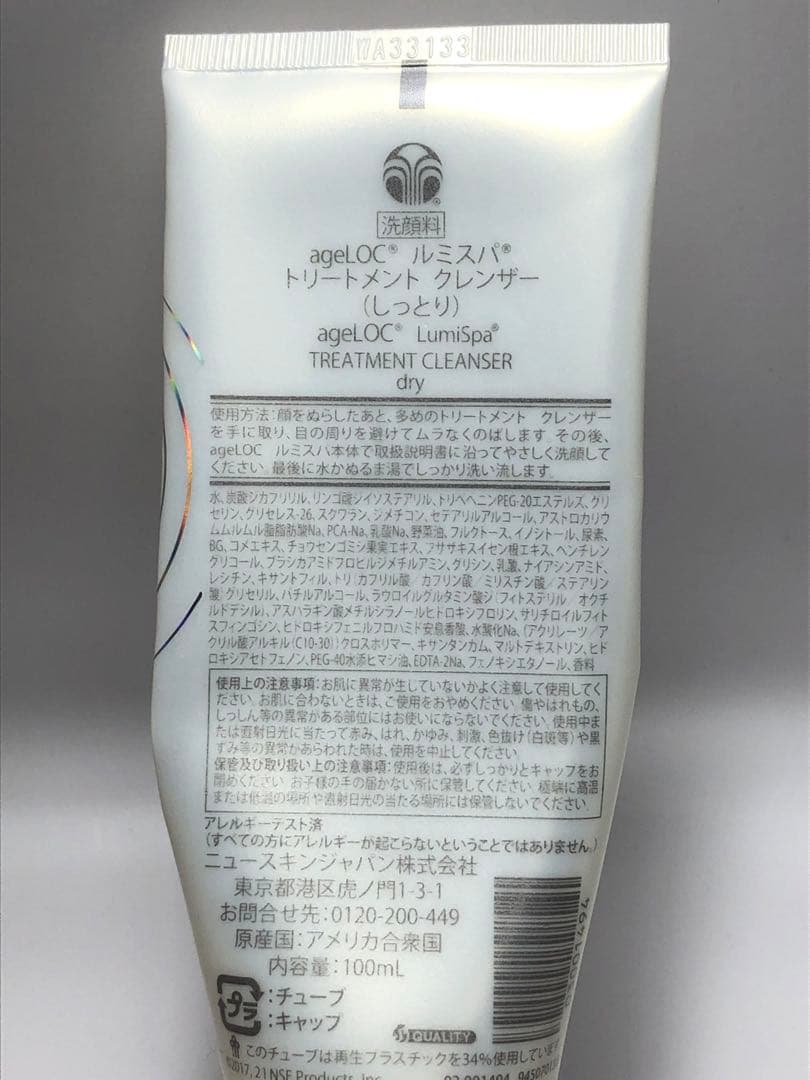 WA33133
洗顔料
ageLOC® ルミスパ®
トリートメント クレンザー
(しっとり)
ageLOC® LumiSpa®
TREATMENT CLEANSER
dry
使用方法:顔をぬらしたあと、多めのトリートメント クレンザー
を手に取り、目の周りを避けてムラなくのばします。その後、
ageLOC ルミスパ本体で取扱説明書に沿ってやさしく洗顔して
ください。最後に水かぬるま湯でしっかり洗い流します。
水、炭酸ジカプリリル、リンゴ酸ジイソステアリル、トリベヘニンPEG-20エステルズ、グリ
セリン、グリセレス-26、スクワラン、ジメチコン、セテアリルアルコール、アストロカリウ
ムムルムル脂脂肪酸Na、PCA-Na、乳酸Na、野菜油、フルクトース、イノシトール、尿素、
BG、コメエキス、チョウセンゴミシ果実エキス、フサザキスイセン根エキス、ペンチレン
グリコール、ブラシカアミドプロピルジメチルアミン、グリシン、乳酸、ナイアシンアミド、
レシチン、キサントフィル、トリ(カプリル酸/カプリン酸/ミリスチン酸/ステアリン
酸)グリセリル、バチルアルコール、ラウロイルグルタミン酸ジ(フィトステリル/オクチ
ルドデシル)、アスパラギン酸メチルシラノールヒドロキシプロリン、サリチロイルフィト
スフィンゴシン、ヒドロキシフェニルプロパミド安息香酸、水酸化Na、(アクリレーツ/ア
クリル酸アルキル(C10-30))クロスポリマー、キサンタンガム、マルトデキストリン、ヒド
ロキシアセトフェノン、PEG-40水添ヒマシ油、EDTA-2Na、フェノキシエタノール、香料
使用上の注意事項:お肌に異常が生じていないかよく注意して使用してく
ださい。お肌に合わないときは、ご使用をおやめください。傷やはれもの、
しっしん等の異常がある部位にはお使いにならないでください。使用中ま
たは直射日光に当たって赤み、はれ、かゆみ、刺激、色抜け(白斑等)や黒
ずみ等の異常があらわれた時は、使用を中止してください。
保管及び取り扱い上の注意事項:使用後は、必ずしっかりとキャップをお
閉めください。お子様の手の届かない所に保管してください。極端に高温
または低温の場所や直射日光の当たる場所には保管しないでください。
アレルギーテスト済
(すべての方にアレルギーが起こらないということではありません。)
ニュースキンジャパン株式会社
東京都港区虎ノ門1-3-1
お問合せ先:0120-200-449
原産国:アメリカ合衆国
内容量:100mL
プラ
:チューブ
:キャップ
QUALITY
このチューブは再生プラスチックを34%使用してい
©2017, 21 NSE Products, Inc.